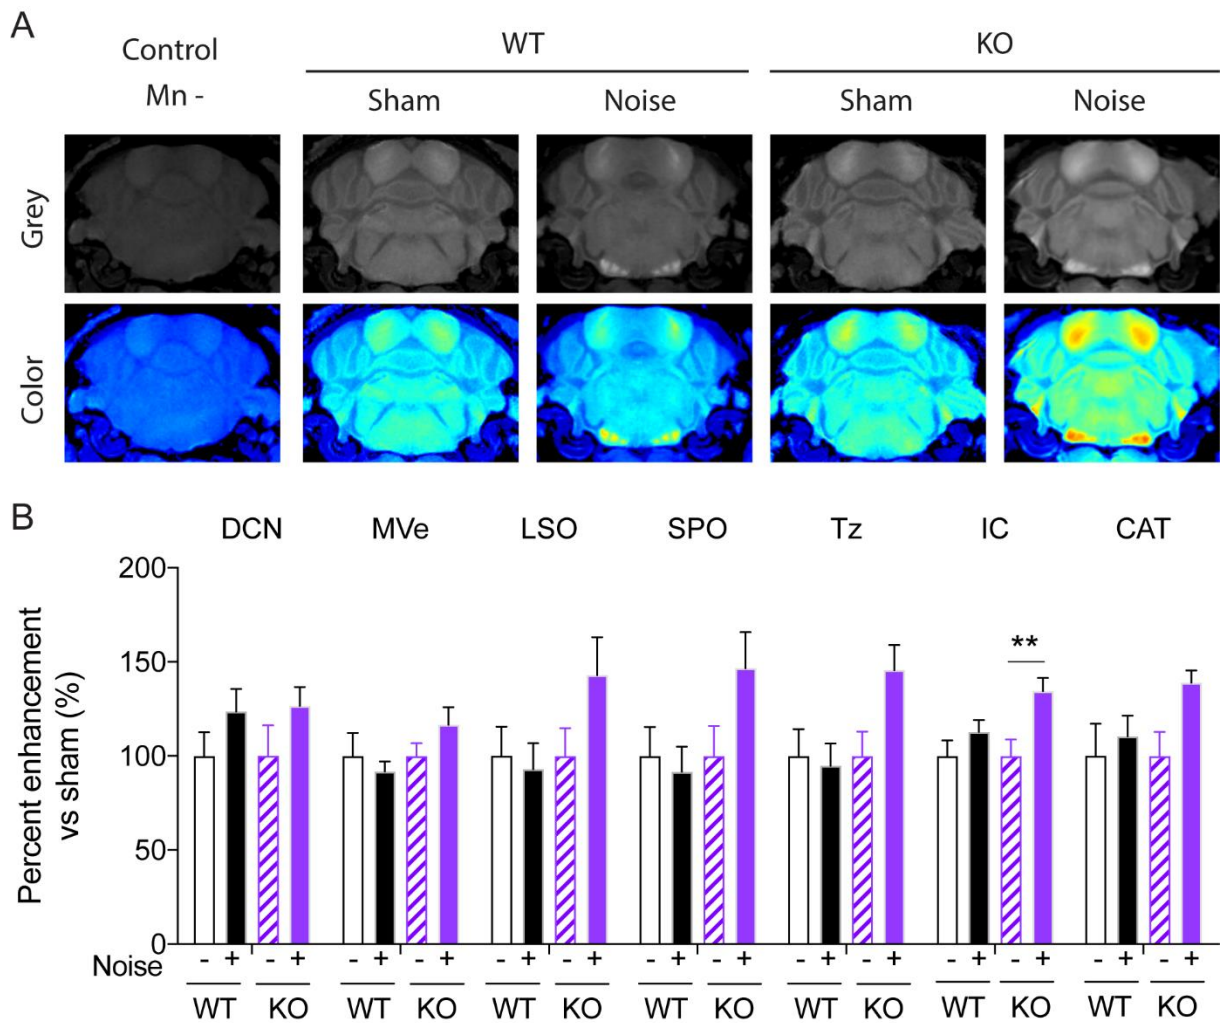 A
Control
Mn -
WT
KO
Sham
Noise
Sham
Noise
Grey
Color
B
DCN
MVe
LSO
SPO
Tz
IC
CAT
Percent enhancement
vs sham (%)
200
150
100
50
0
**
Noise
- + - + - + - + - + - + - + - + - + - + - + - + - + - +
WT KO WT KO WT KO WT KO WT KO WT KO WT KO